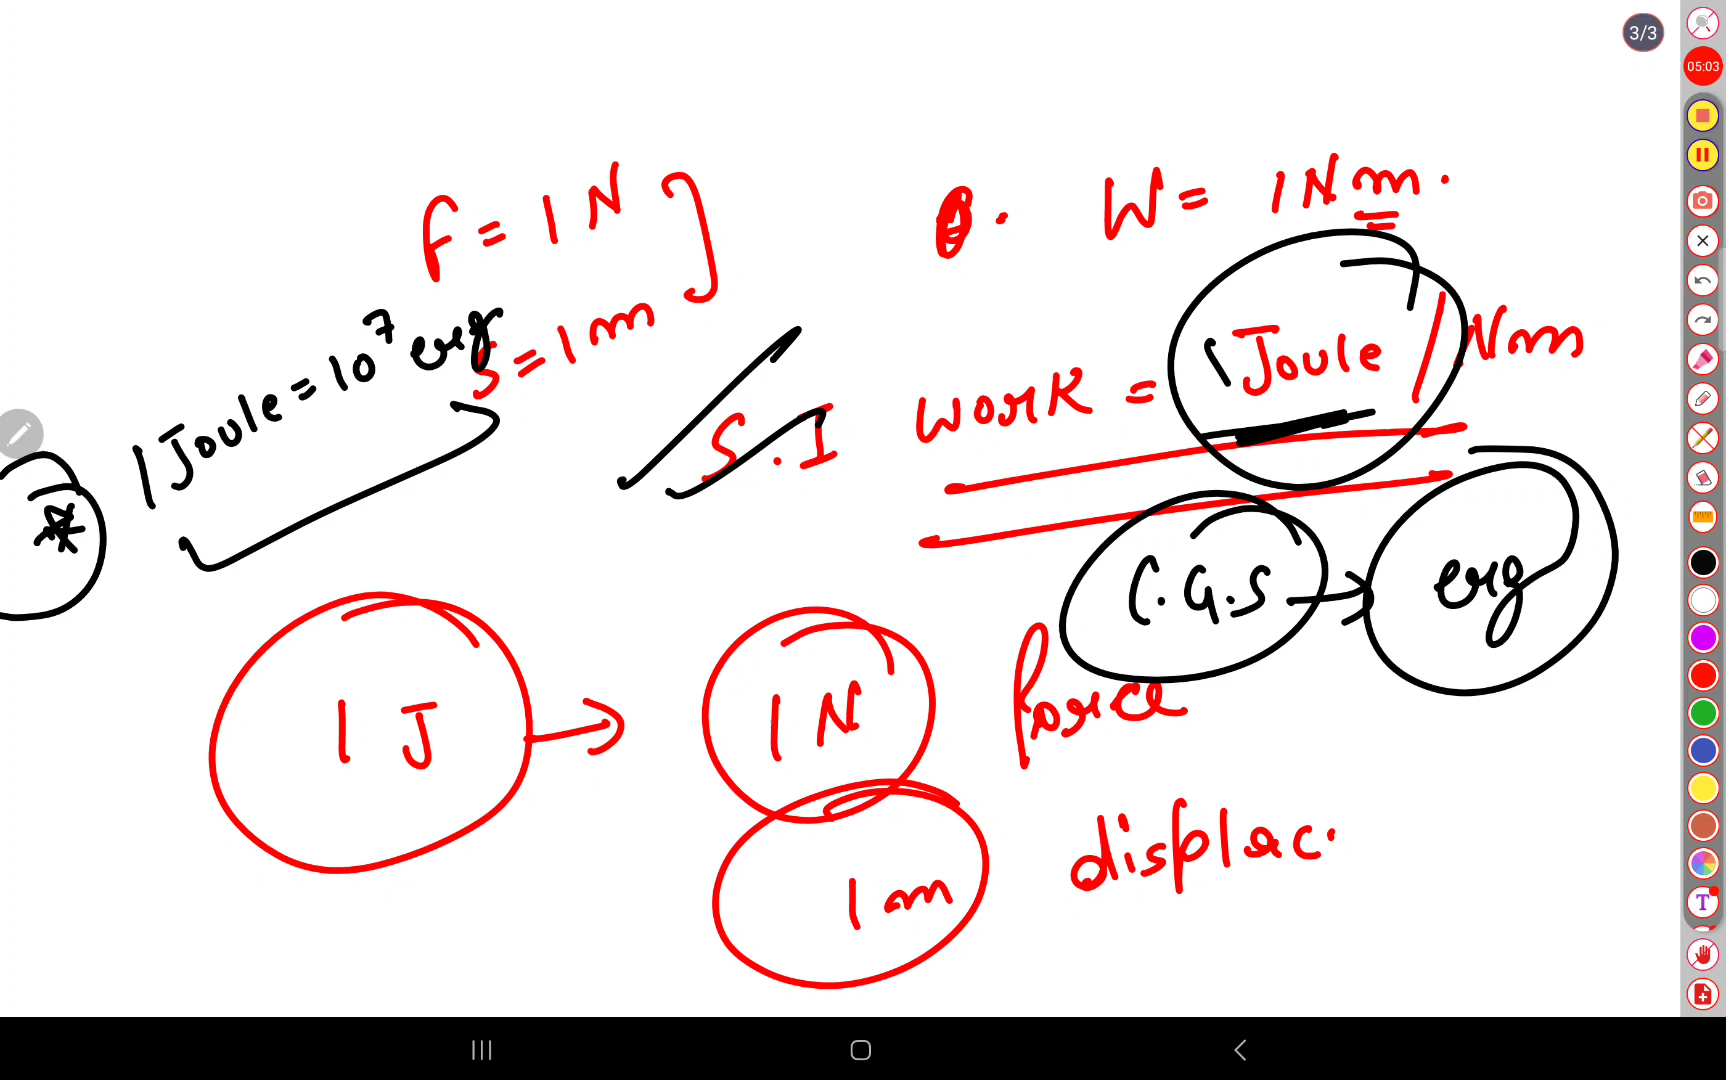 3/3
05:03
F = 1 N
S = 1 m
W = 1 Nm.
1 Joule = 10⁷ erg
S.I
work = 1 Joule / Nm
C.G.S → erg
1 J → 1 N force
1 m displac.
T